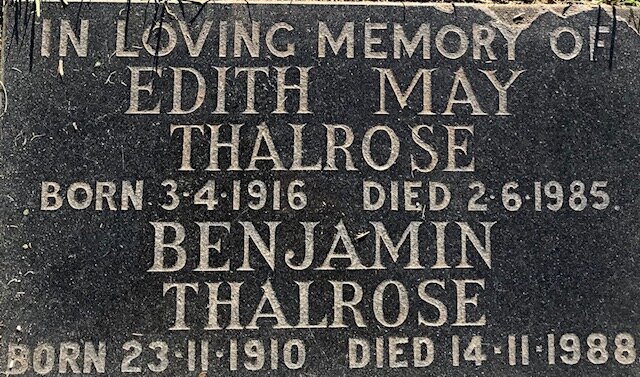 IN LOVING MEMORY OF
EDITH MAY
THALROSE
BORN 3·4·1916 DIED 2·6·1985.
BENJAMIN
THALROSE
BORN 23·11·1910 DIED 14·11·1988